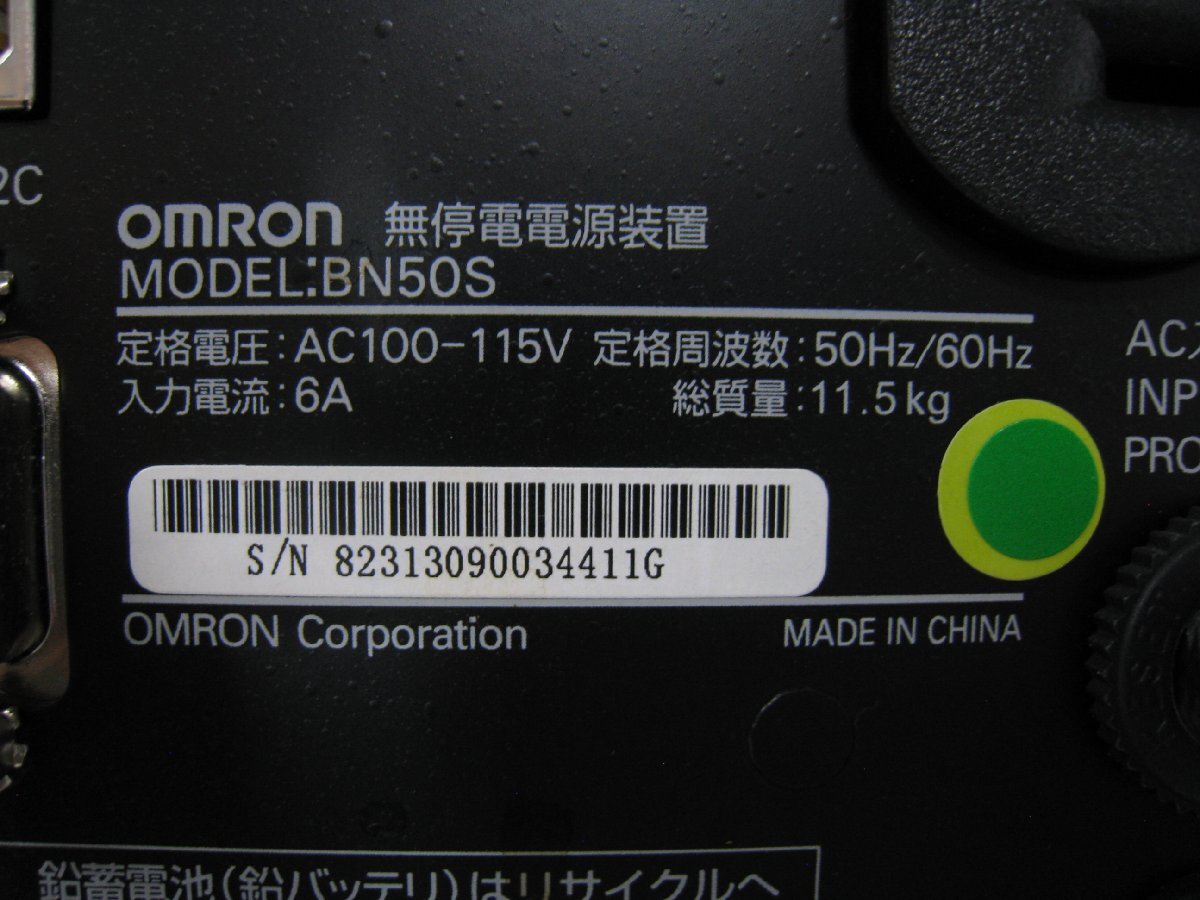 2C
OMRON 無停電電源装置
MODEL:BN50S
定格電圧:AC100-115V 定格周波数:50Hz/60Hz
入力電流:6A 総質量:11.5kg
S/N 82313090034411G
OMRON Corporation MADE IN CHINA
AC
INP
PRO
鉛蓄電池(鉛バッテリ)はリサイクルへ